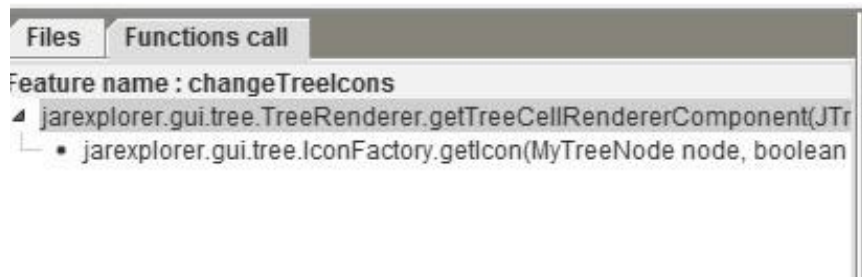 Files Functions call
Feature name : changeTreeIcons
jarexplorer.gui.tree.TreeRenderer.getTreeCellRendererComponent(JTr
jarexplorer.gui.tree.IconFactory.getIcon(MyTreeNode node, boolean